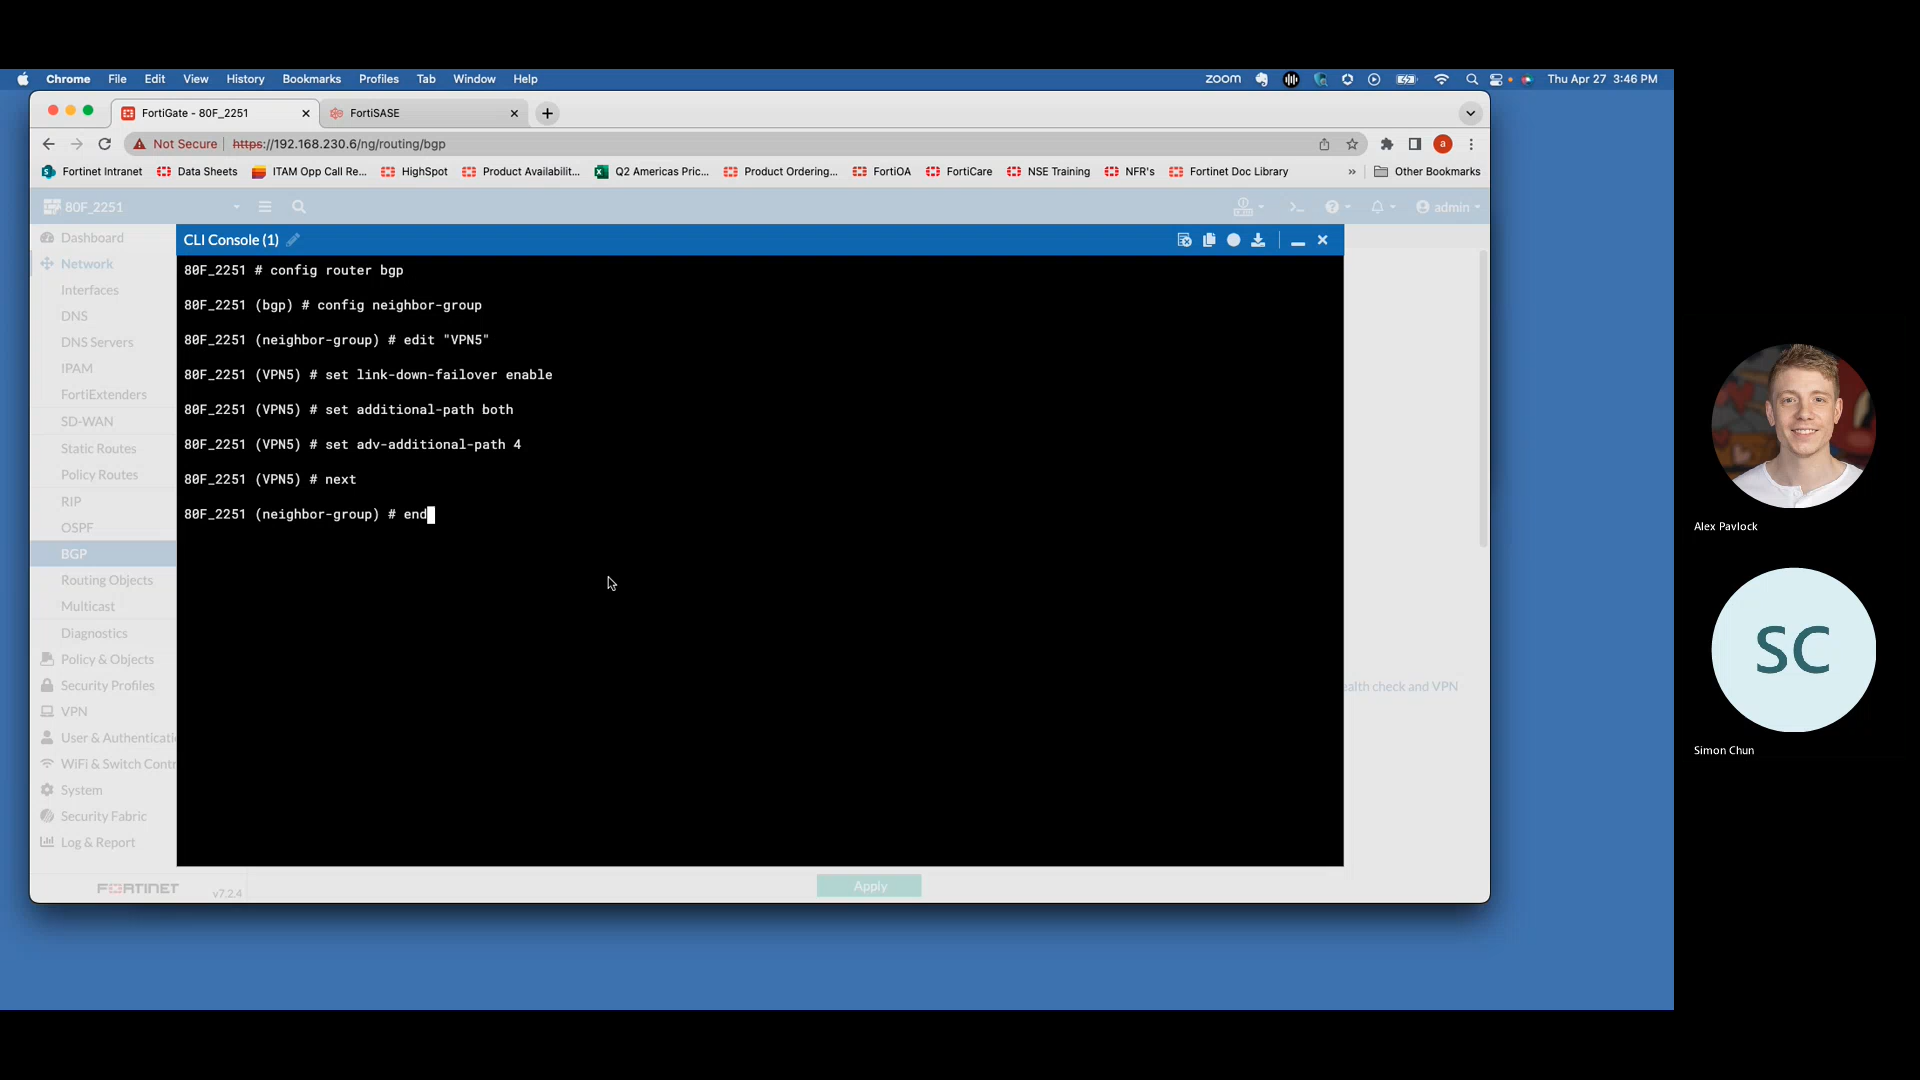 Chrome File Edit View History Bookmarks Profiles Tab Window Help
zoom Thu Apr 27 3:46 PM
FortiGate - 80F_2251
FortiSASE
Not Secure https://192.168.230.6/ng/routing/bgp
a
Fortinet Intranet Data Sheets ITAM Opp Call Re... HighSpot Product Availabilit... Q2 Americas Pric... Product Ordering... FortiOA FortiCare NSE Training NFR's Fortinet Doc Library » Other Bookmarks
80F_2251
admin
Dashboard
Network
Interfaces
DNS
DNS Servers
IPAM
FortiExtenders
SD-WAN
Static Routes
Policy Routes
RIP
OSPF
BGP
Routing Objects
Multicast
Diagnostics
Policy & Objects
Security Profiles
VPN
User & Authenticati
WiFi & Switch Contr
System
Security Fabric
Log & Report
FORTINET v7.2.4
CLI Console (1)
80F_2251 # config router bgp
80F_2251 (bgp) # config neighbor-group
80F_2251 (neighbor-group) # edit "VPN5"
80F_2251 (VPN5) # set link-down-failover enable
80F_2251 (VPN5) # set additional-path both
80F_2251 (VPN5) # set adv-additional-path 4
80F_2251 (VPN5) # next
80F_2251 (neighbor-group) # end
ealth check and VPN
Apply
Alex Pavlock
SC
Simon Chun